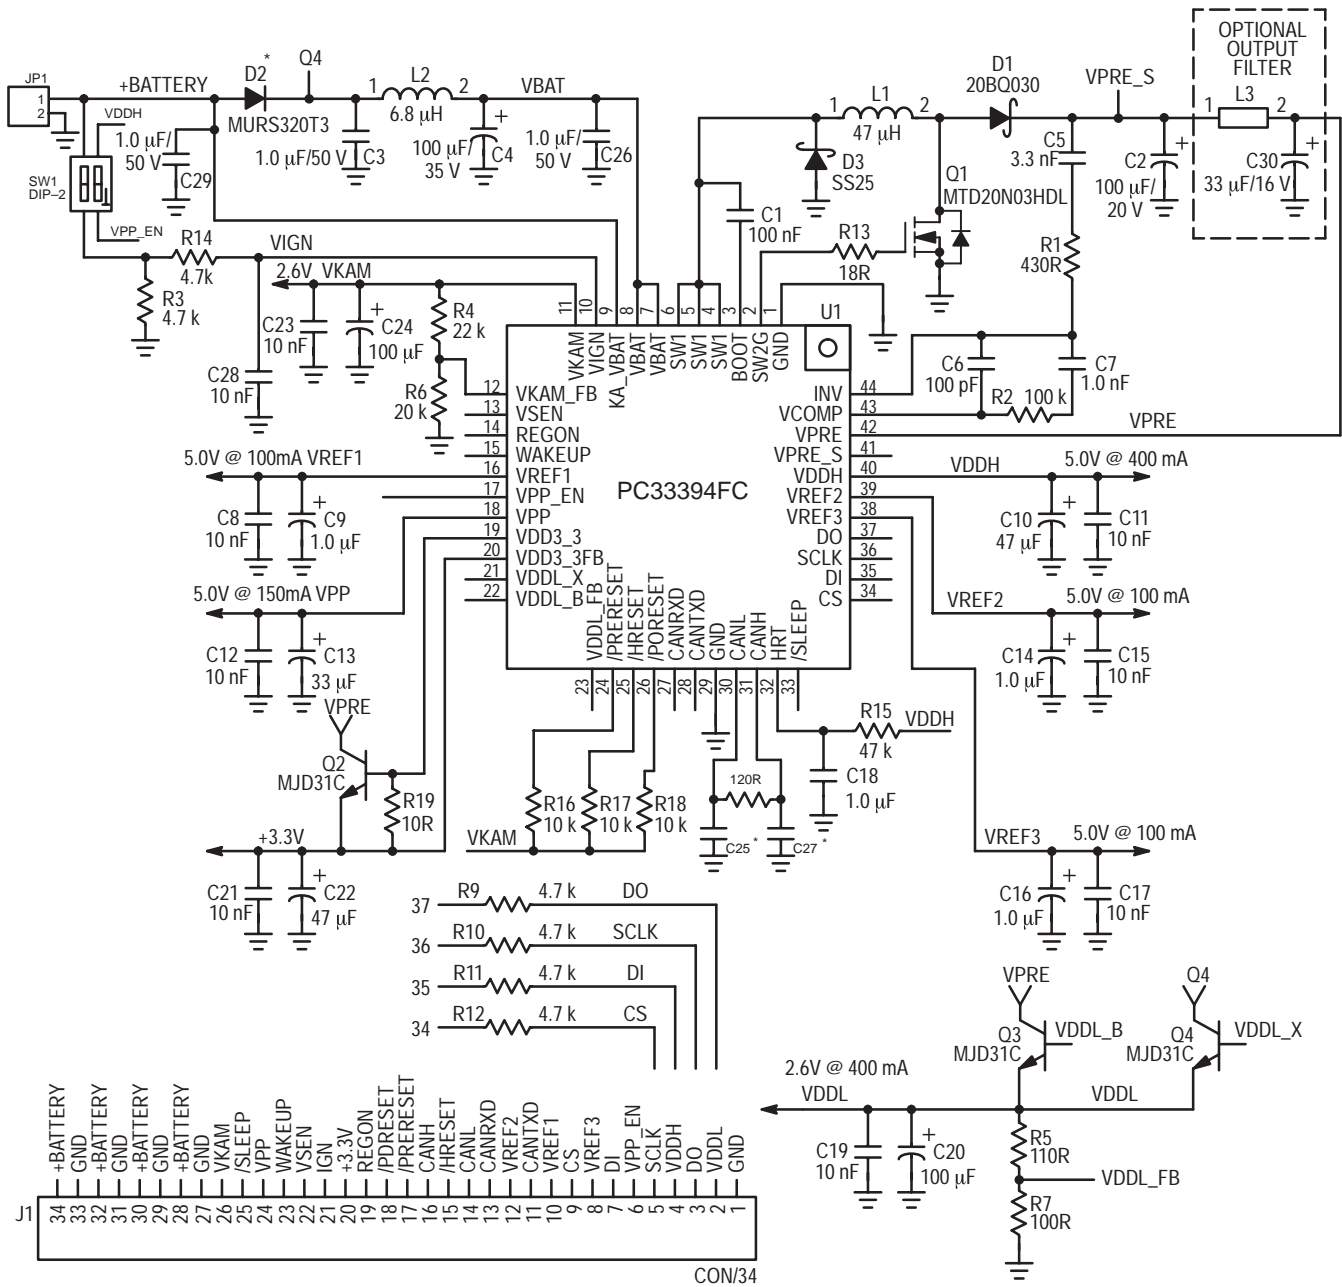 OPTIONAL
OUTPUT
FILTER
JP1
1
2
+BATTERY
D2 *
MURS320T3
Q4
1 L2 2
6.8 µH
VBAT
1 L1 2
47 µH
D1
20BQ030
VPRE_S
1 L3 2
VDDH
SW1
DIP–2
VPP_EN
1.0 µF/
50 V
C29
1.0 µF/50 V C3
100 µF/
35 V
+
C4
1.0 µF/
50 V
C26
D3
SS25
Q1
MTD20N03HDL
C5
3.3 nF
+
C2
100 µF/
20 V
+
C30
33 µF/16 V
C1
100 nF
R13
18R
R1
430R
R14
4.7k
VIGN
R3
4.7 k
2.6V VKAM
C23
10 nF
+
C24
100 µF
R4
22 k
R6
20 k
C28
10 nF
11 10 9 8 7 6 5 4 3 2 1
VKAM
VIGN
KA_VBAT
VBAT
VBAT
SW1
SW1
SW1
BOOT
SW2G
GND
U1
PC33394FC
12 VKAM_FB
13 VSEN
14 REGON
15 WAKEUP
16 VREF1
17 VPP_EN
18 VPP
19 VDD3_3
20 VDD3_3FB
21 VDDL_X
22 VDDL_B
INV 44
VCOMP 43
VPRE 42
VPRE_S 41
VDDH 40
VREF2 39
VREF3 38
DO 37
SCLK 36
DI 35
CS 34
VDDL_FB
/PRERESET
/HRESET
/PORESET
CANRXD
CANTXD
GND
CANL
CANH
HRT
/SLEEP
23 24 25 26 27 28 29 30 31 32 33
C6
100 pF
C7
1.0 nF
R2 100 k
VPRE
5.0V @ 100mA VREF1
C8
10 nF
+
C9
1.0 µF
5.0V @ 150mA VPP
C12
10 nF
+
C13
33 µF
VDDH 5.0V @ 400 mA
+
C10
47 µF
C11
10 nF
VREF2 5.0V @ 100 mA
+
C14
1.0 µF
C15
10 nF
VPRE
Q2
MJD31C
R19
10R
+3.3V
C21
10 nF
+
C22
47 µF
R16
10 k
R17
10 k
R18
10 k
VKAM
120R
C25 *
C27 *
R15
47 k
VDDH
C18
1.0 µF
VREF3 5.0V @ 100 mA
+
C16
1.0 µF
C17
10 nF
37 R9 4.7 k DO
36 R10 4.7 k SCLK
35 R11 4.7 k DI
34 R12 4.7 k CS
VPRE
Q3
MJD31C
VDDL_B
Q4
Q4
MJD31C
VDDL_X
2.6V @ 400 mA
VDDL
VDDL
C19
10 nF
+
C20
100 µF
R5
110R
VDDL_FB
R7
100R
+BATTERY
GND
+BATTERY
GND
+BATTERY
GND
+BATTERY
GND
VKAM
/SLEEP
VPP
WAKEUP
VSEN
IGN
+3.3V
REGON
/PDRESET
/PRERESET
CANH
/HRESET
CANL
CANRXD
VREF2
CANTXD
VREF1
CS
VREF3
DI
VPP_EN
SCLK
VDDH
DO
VDDL
GND
J1
34 33 32 31 30 29 28 27 26 25 24 23 22 21 20 19 18 17 16 15 14 13 12 11 10 9 8 7 6 5 4 3 2 1
CON/34